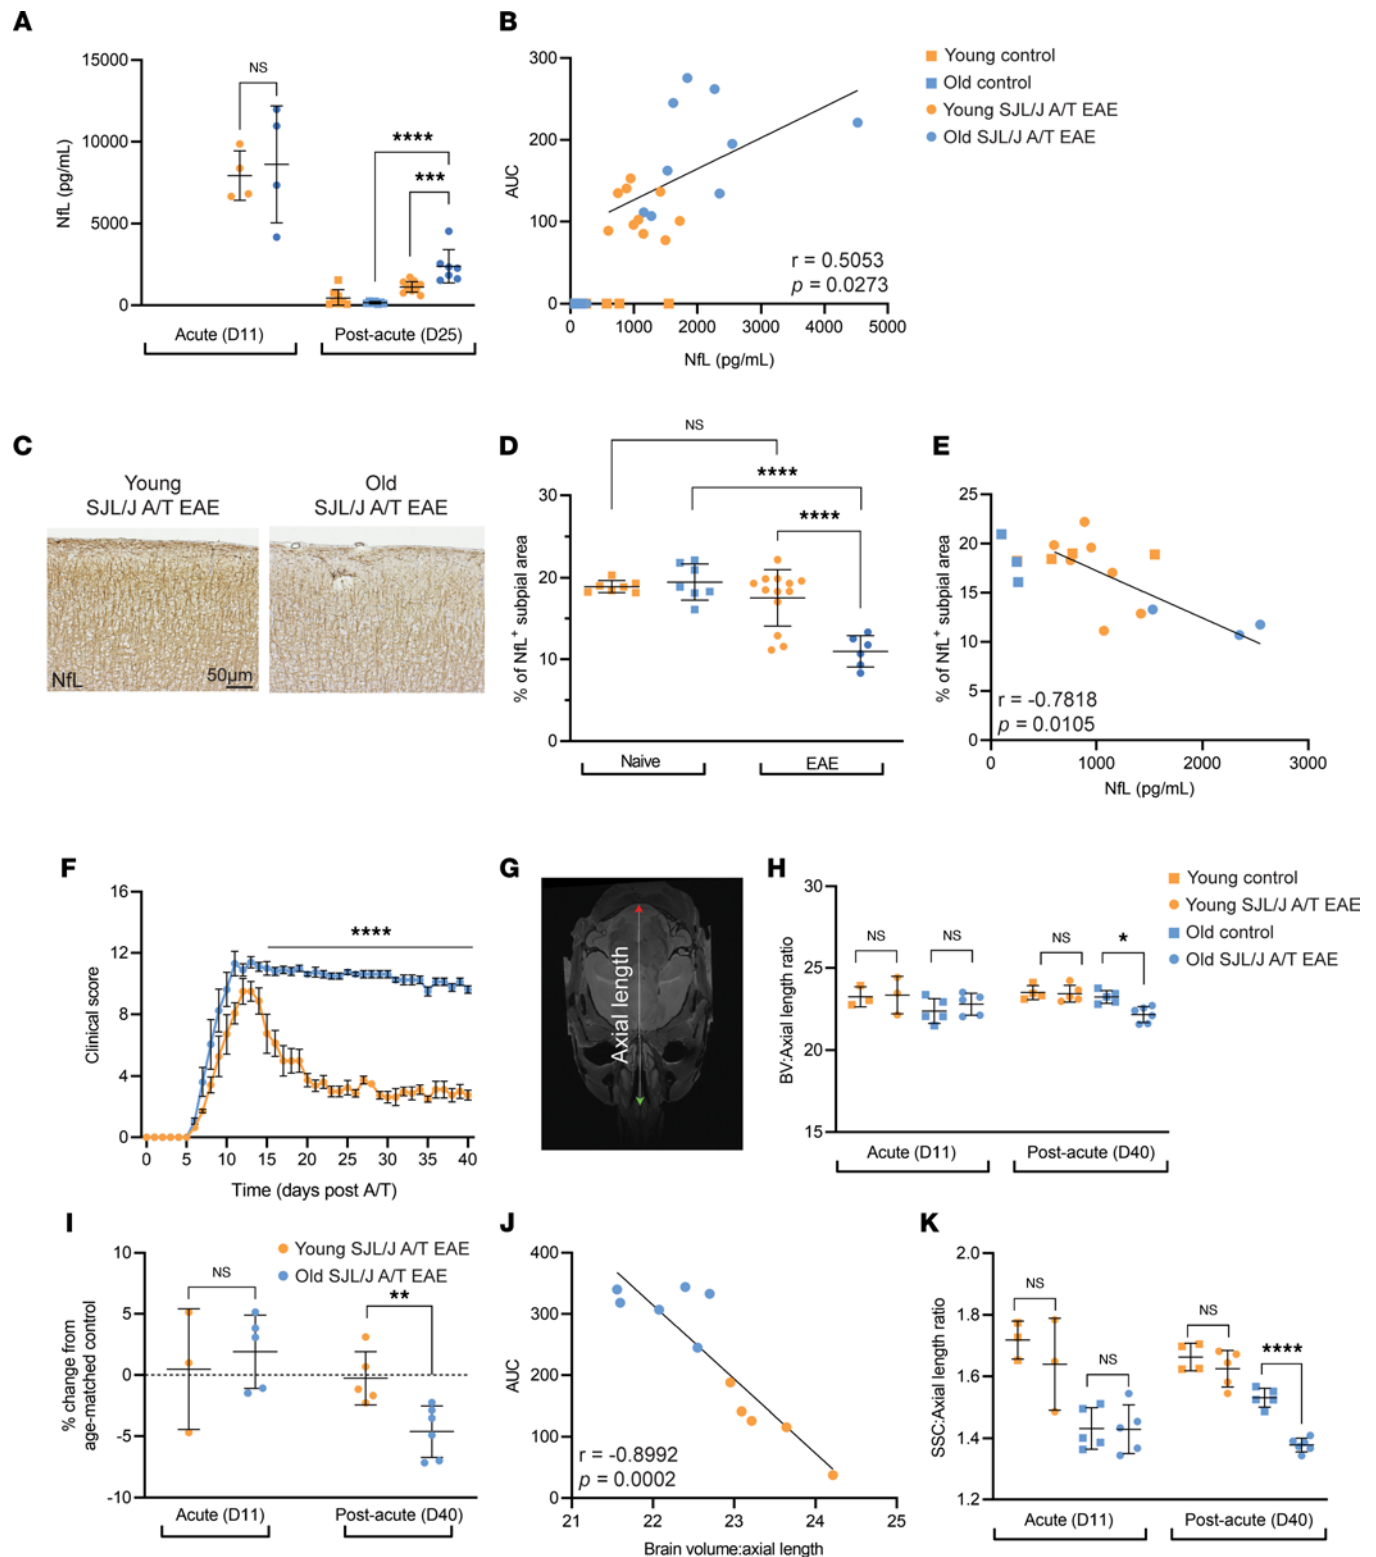 A
15000
10000
5000
0
NfL (pg/mL)
NS
****
***
Acute (D11)
Post-acute (D25)
B
300
200
100
0
AUC
r = 0.5053
p = 0.0273
0 1000 2000 3000 4000 5000
NfL (pg/mL)
Young control
Old control
Young SJL/J A/T EAE
Old SJL/J A/T EAE
C
Young
SJL/J A/T EAE
Old
SJL/J A/T EAE
NfL
50µm
D
NS
****
****
30
20
10
0
% of NfL+ subpial area
Naive
EAE
E
25
20
15
10
5
0
% of NfL+ subpial area
r = -0.7818
p = 0.0105
0 1000 2000 3000
NfL (pg/mL)
F
16
12
8
4
0
Clinical score
****
0 5 10 15 20 25 30 35 40
Time (days post A/T)
G
Axial length
H
30
25
20
15
BV:Axial length ratio
NS
NS
NS
*
Acute (D11)
Post-acute (D40)
Young control
Young SJL/J A/T EAE
Old control
Old SJL/J A/T EAE
I
Young SJL/J A/T EAE
Old SJL/J A/T EAE
10
5
0
-5
-10
% change from
age-matched control
NS
**
Acute (D11)
Post-acute (D40)
J
400
300
200
100
0
AUC
r = -0.8992
p = 0.0002
21 22 23 24 25
Brain volume:axial length
K
2.0
1.8
1.6
1.4
1.2
SSC:Axial length ratio
NS
NS
NS
****
Acute (D11)
Post-acute (D40)